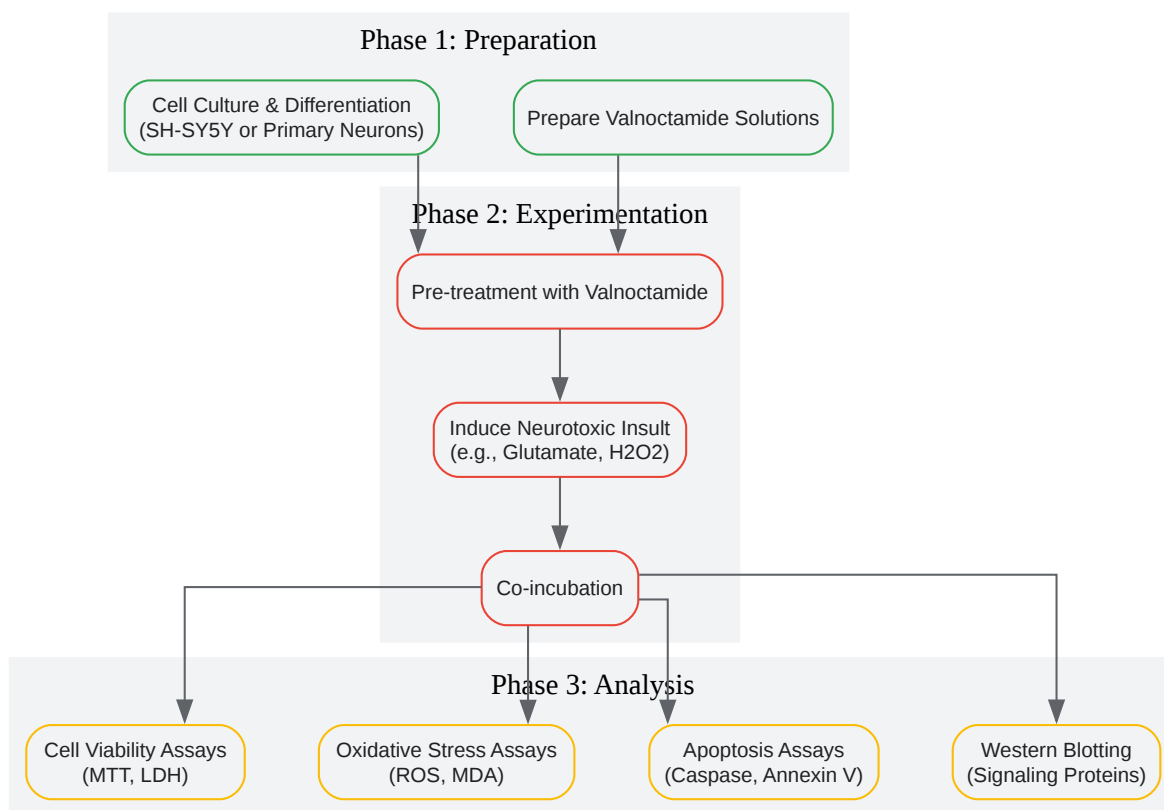 Phase 1: Preparation
Cell Culture & Differentiation
(SH-SY5Y or Primary Neurons)
Prepare Valnoctamide Solutions
Phase 2: Experimentation
Pre-treatment with Valnoctamide
Induce Neurotoxic Insult
(e.g., Glutamate, H2O2)
Co-incubation
Phase 3: Analysis
Cell Viability Assays
(MTT, LDH)
Oxidative Stress Assays
(ROS, MDA)
Apoptosis Assays
(Caspase, Annexin V)
Western Blotting
(Signaling Proteins)